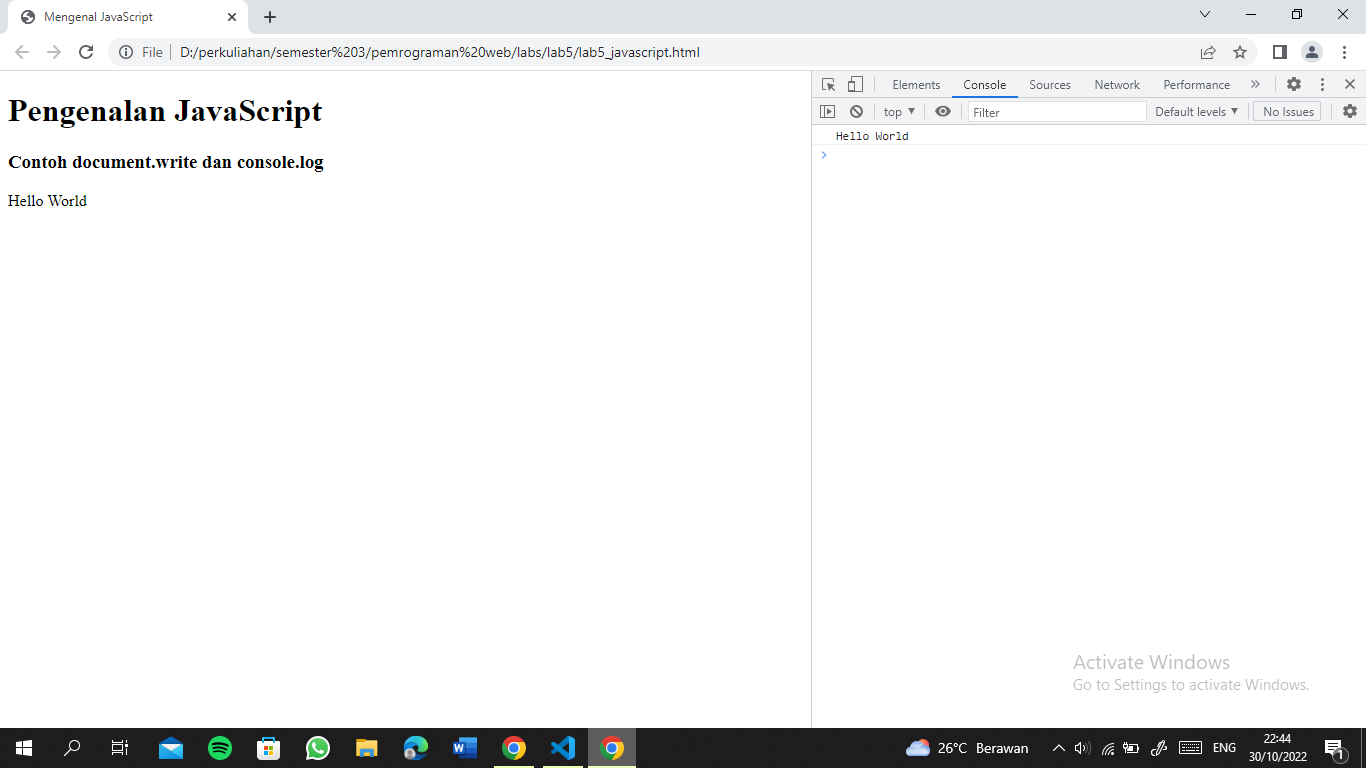 Mengenal JavaScript
File D:/perkuliahan/semester%203/pemrograman%20web/labs/lab5/lab5_javascript.html
Pengenalan JavaScript
Contoh document.write dan console.log
Hello World
Elements Console Sources Network Performance
top Filter Default levels No Issues
Hello World
Activate Windows
Go to Settings to activate Windows.
26°C Berawan ENG 22:44
30/10/2022 1